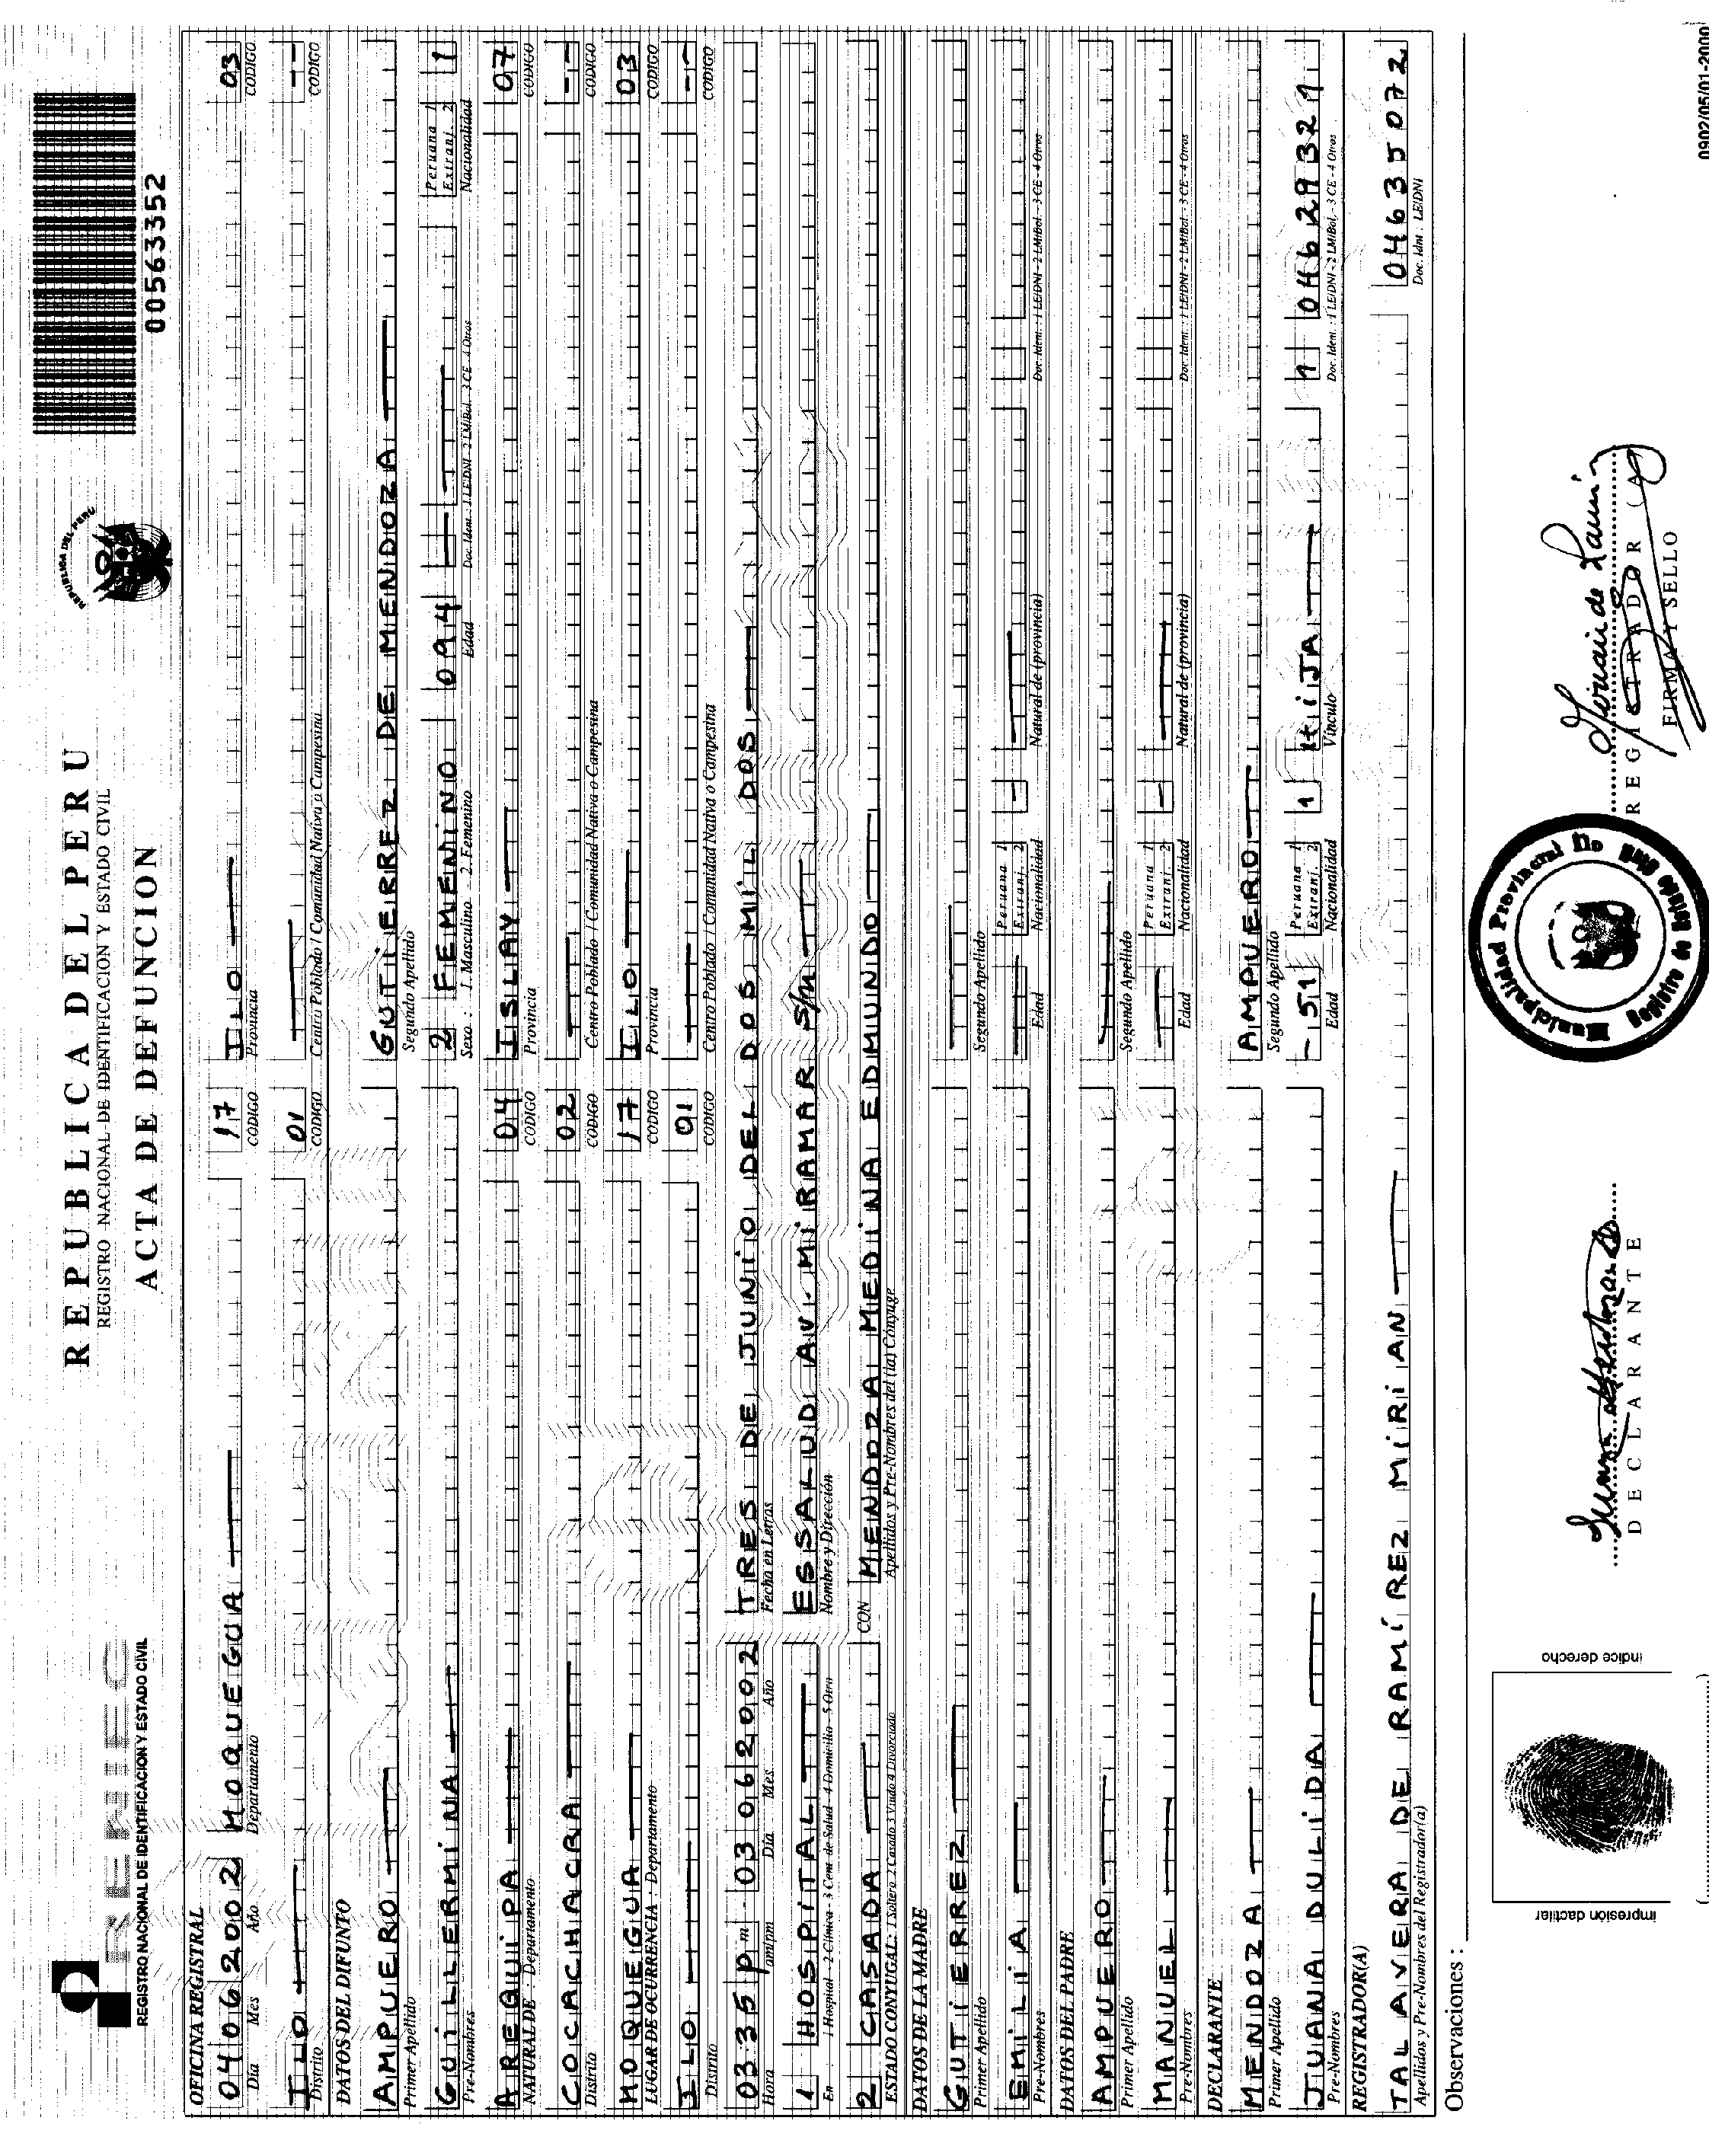 RENIEC
REGISTRO NACIONAL DE IDENTIFICACION Y ESTADO CIVIL
REPUBLICA DEL PERU
REGISTRO NACIONAL DE IDENTIFICACION Y ESTADO CIVIL
ACTA DE DEFUNCION
REPUBLICA DEL PERU
00563352
OFICINA REGISTRAL
04 06 2002 MOQUEGUA 17 ILO 03
Día Mes Año Departamento CODIGO Provincia CODIGO
ILO 01 --
Distrito CODIGO Centro Poblado / Comunidad Nativa o Campesina CODIGO
DATOS DEL DIFUNTO
AMPUERO GUTIERREZ DE MENDOZA
Primer Apellido Segundo Apellido
GUILLERMINA 2 FEMENINO 094 - Peruana 1 Extranj. 2 1
Pre-Nombres Sexo : 1. Masculino - 2. Femenino Edad Doc. Ident. 1 LE/DNI - 2 LM/Bol. 3 CE - 4 Otros Nacionalidad
AREQUIPA 04 ISLAY 07
NATURAL DE : Departamento CODIGO Provincia CODIGO
COCACHACRA 02 --
Distrito CODIGO Centro Poblado / Comunidad Nativa o Campesina CODIGO
MOQUEGUA 17 ILO 03
LUGAR DE OCURRENCIA : Departamento CODIGO Provincia CODIGO
ILO 01 --
Distrito CODIGO Centro Poblado / Comunidad Nativa o Campesina CODIGO
03 35 pm 03 06 2002 TRES DE JUNIO DEL DOS MIL DOS
Hora am/pm Día Mes Año Fecha en Letras
1 HOSPITAL ESSALUD AV. MIRAMAR S/N
En : 1 Hospital - 2 Clínica - 3 Cent. de Salud - 4 Domicilio - 5 Otro Nombre y Dirección
2 CASADA CON MENDOZA MEDINA EDMUNDO
ESTADO CONYUGAL: 1 Soltero 2 Casado 3 Viudo 4 Divorciado Apellidos y Pre-Nombres del (la) Cónyuge
DATOS DE LA MADRE
GUTIERREZ
Primer Apellido Segundo Apellido
EMILIA Peruana 1 Extranj. 2 -
Pre-Nombres Edad Nacionalidad Natural de (provincia) Doc. Ident. : 1 LE/DNI - 2 LM/Bol. - 3 CE - 4 Otros
DATOS DEL PADRE
AMPUERO
Primer Apellido Segundo Apellido
MANUEL Peruana 1 Extranj. 2 -
Pre-Nombres Edad Nacionalidad Natural de (provincia) Doc. Ident. : 1 LE/DNI - 2 LM/Bol. - 3 CE - 4 Otros
DECLARANTE
MENDOZA AMPUERO
Primer Apellido Segundo Apellido
JUANA DULIDA - 51 Peruana 1 Extranj. 2 1 HIJA 1 04629321
Pre-Nombres Edad Nacionalidad Vínculo Doc. Ident. : 1 LE/DNI - 2 LM/Bol. - 3 CE - 4 Otros
REGISTRADOR(A)
TALAVERA DE RAMÍREZ MIRIAN 04635072
Apellidos y Pre-Nombres del Registrador(a) Doc. Idnt : LE/DNI
Observaciones :
impresión dactilar
índice derecho
DECLARANTE
Municipalidad Provincial Ilo
REGISTRADOR (A)
FIRMA Y SELLO
0902/05/01-2000